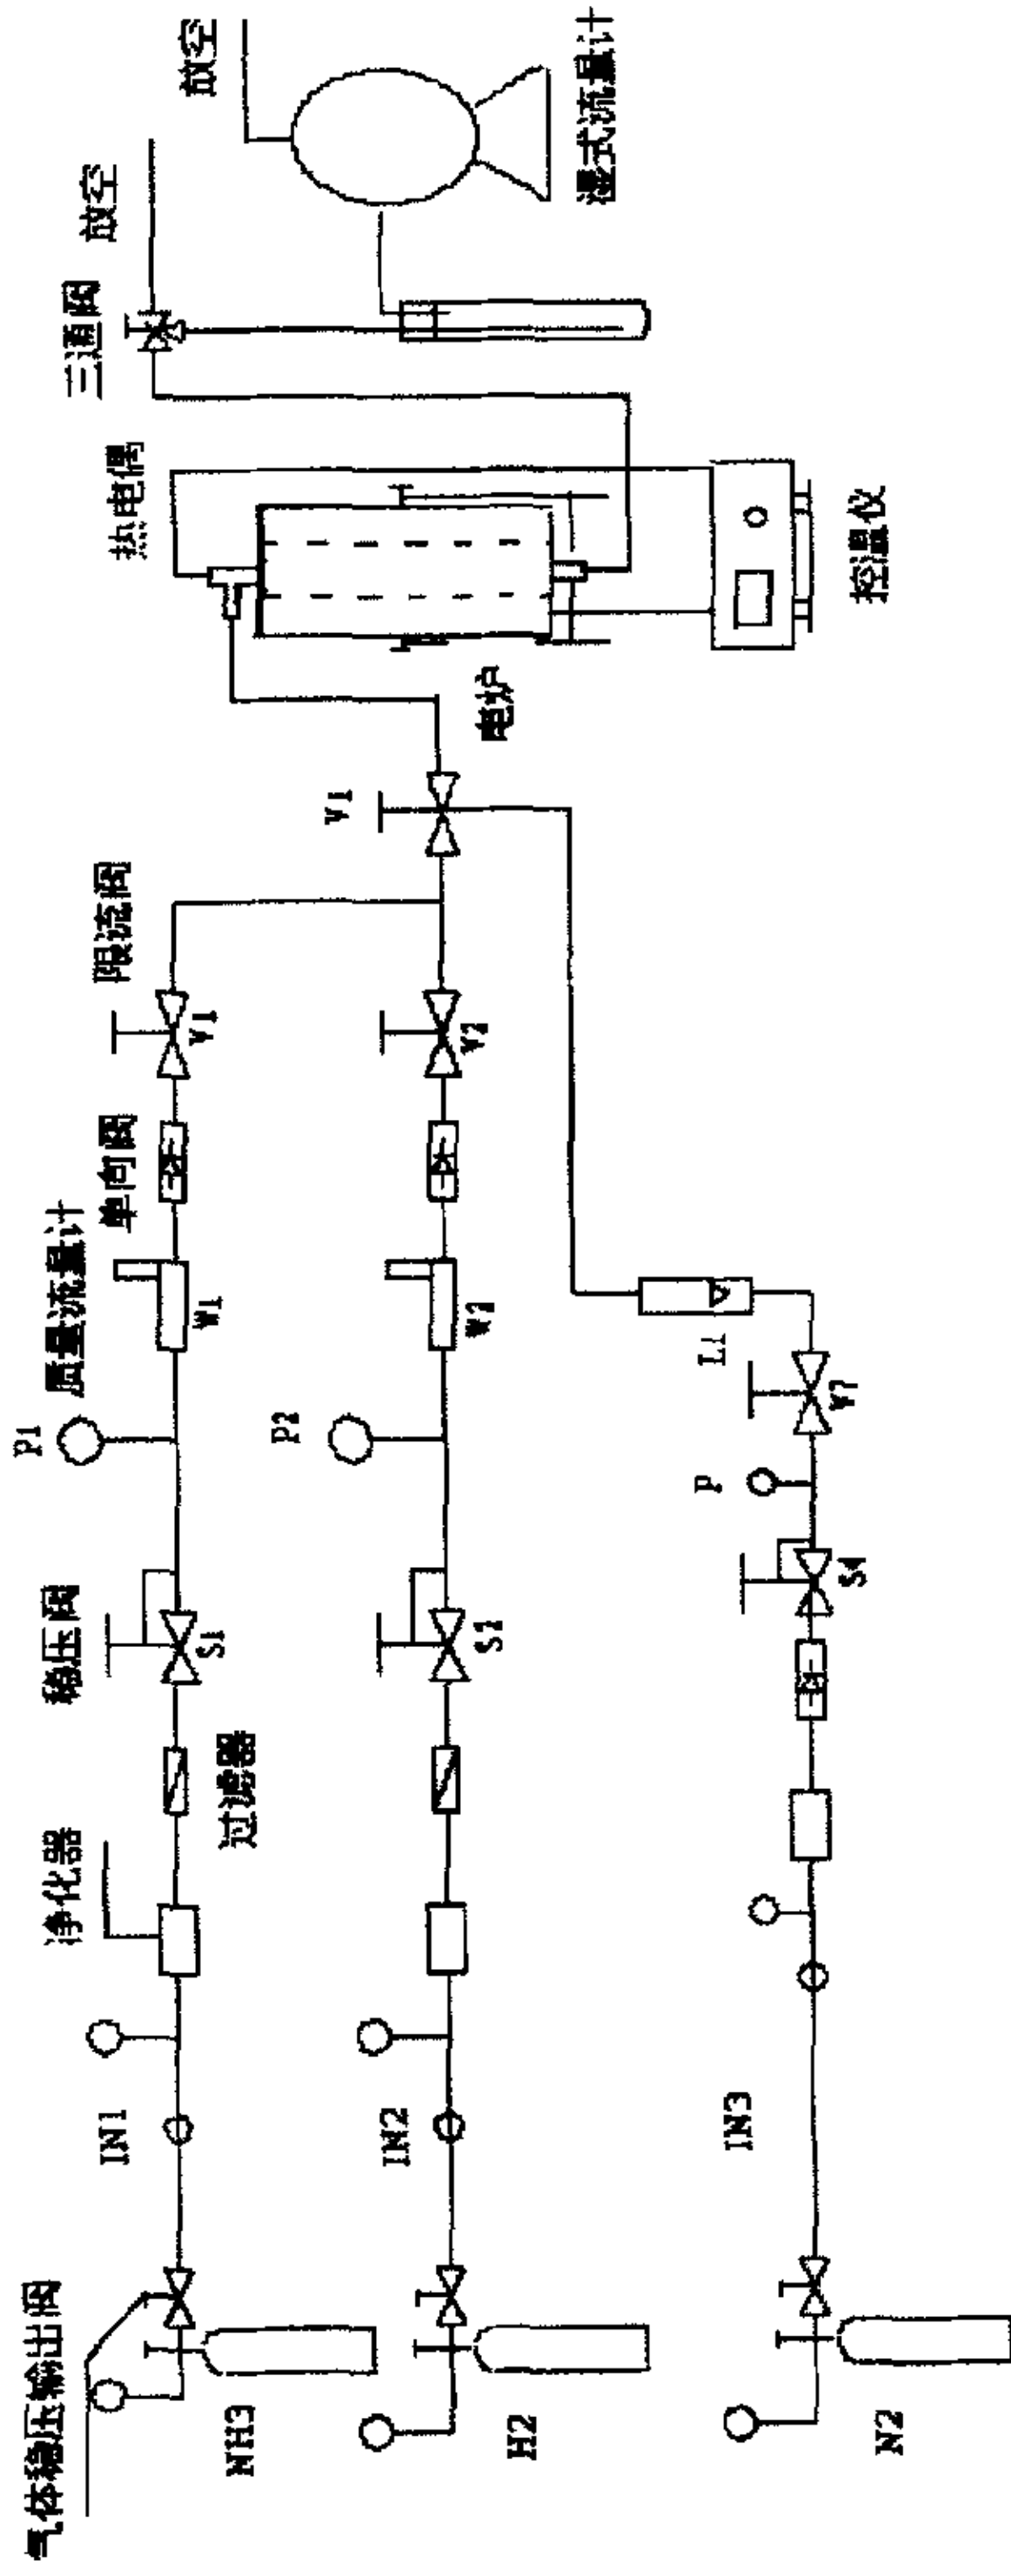 气体稳压输出阀
NH3
IN1
净化器
过滤器
稳压阀
S1
P1
质量流量计
W1
单向阀
V1
限流阀
热电偶
三通阀
放空
放空
湿式流量计
H2
IN2
S2
P2
V2
V1
电炉
控温仪
N2
IN3
S4
P
V7
L1